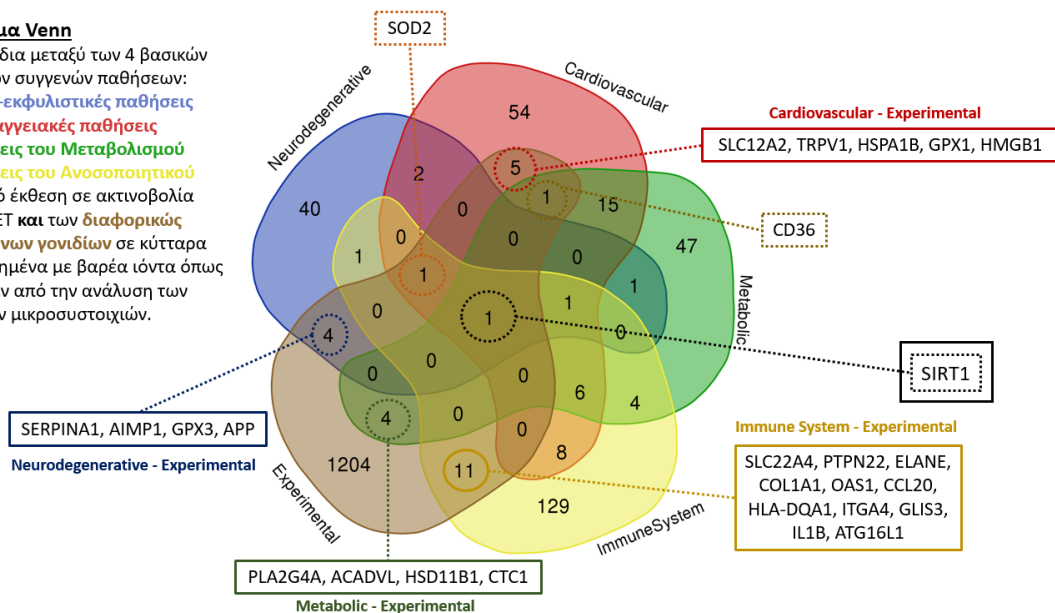 μα Venn
δια μεταξύ των 4 βασικών
ων συγγενών παθήσεων:
-εκφυλιστικές παθήσεις
αγγειακές παθήσεις
σεις του Μεταβολισμού
σεις του Ανοσοποιητικού
ό έκθεση σε ακτινοβολία
ET και των διαφορικώς
νων γονιδίων σε κύτταρα
ημένα με βαρέα ιόντα όπως
ν από την ανάλυση των
ν μικροσυστοιχιών.
SOD2
Neurodegenerative
Cardiovascular
Metabolic
ImmuneSystem
Experimental
54
5
2
1
15
40
0
0
47
0
1
0
1
1
1
0
1
0
4
0
0
0
6
4
4
0
0
8
1204
11
129
Cardiovascular - Experimental
SLC12A2, TRPV1, HSPA1B, GPX1, HMGB1
CD36
SIRT1
SERPINA1, AIMP1, GPX3, APP
Neurodegenerative - Experimental
Immune System - Experimental
SLC22A4, PTPN22, ELANE,
COL1A1, OAS1, CCL20,
HLA-DQA1, ITGA4, GLIS3,
IL1B, ATG16L1
PLA2G4A, ACADVL, HSD11B1, CTC1
Metabolic - Experimental